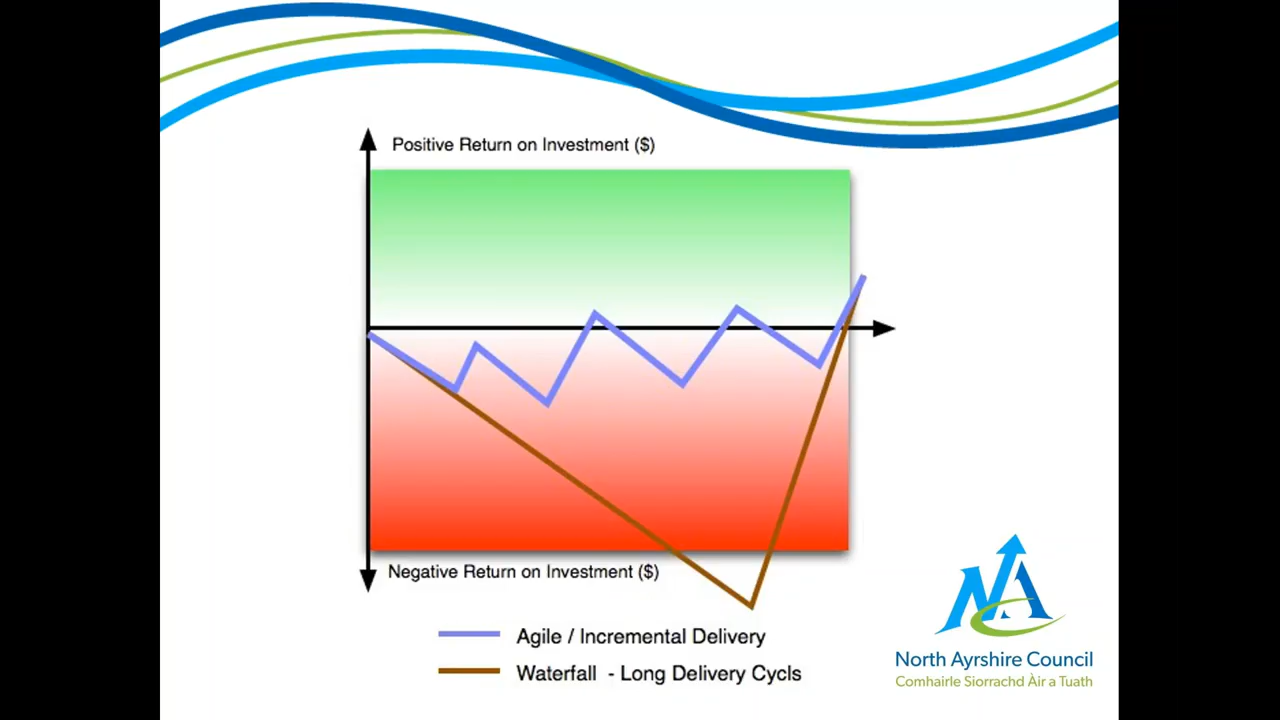 Positive Return on Investment ($)
Negative Return on Investment ($)
Agile / Incremental Delivery
Waterfall - Long Delivery Cycls
NA
North Ayrshire Council
Comhairle Siorrachd Àir a Tuath